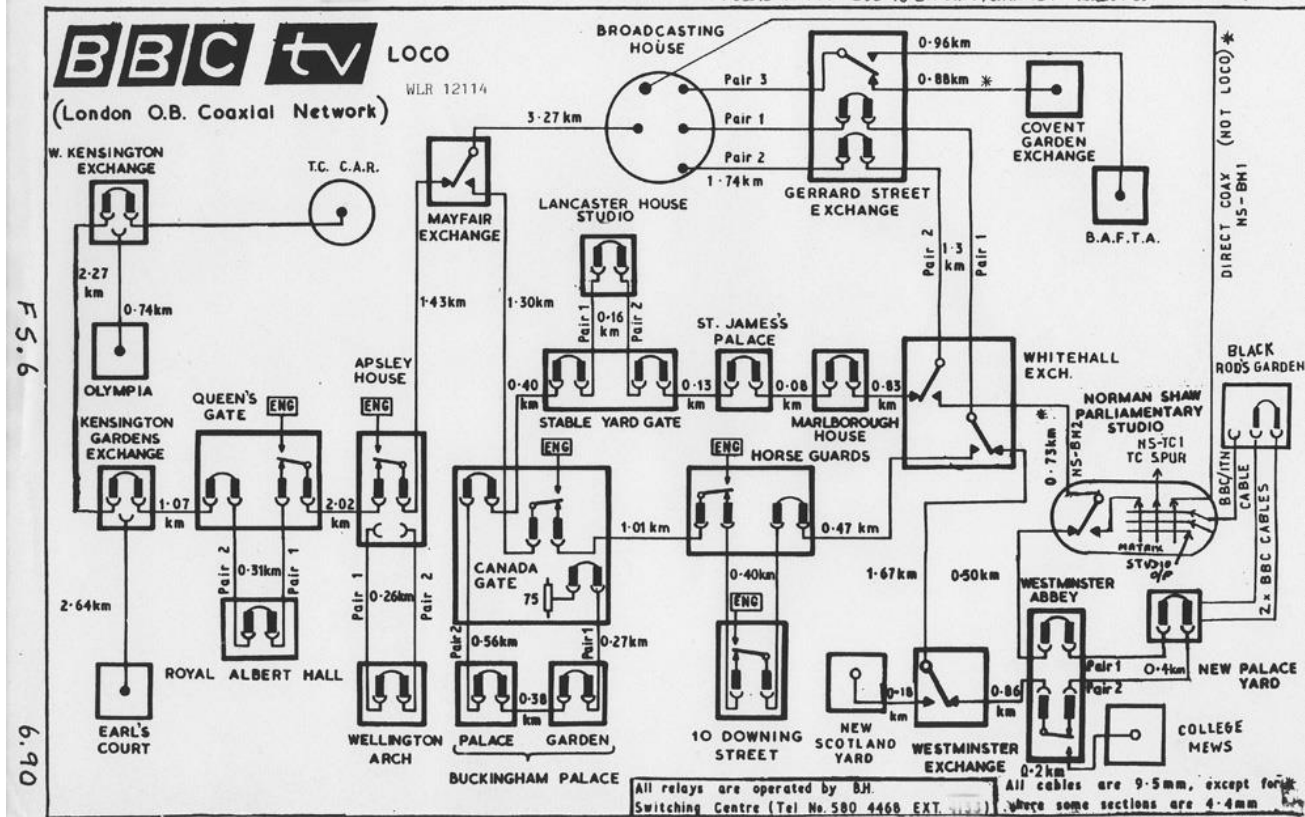 BBC tv LOCO
WLR 12114
(London O.B. Coaxial Network)
BROADCASTING
HOUSE
Pair 3
Pair 1
Pair 2
1.74km
3.27km
0.96km
0.88km *
COVENT
GARDEN
EXCHANGE
GERRARD STREET
EXCHANGE
B.A.F.T.A.
DIRECT COAX (NOT LOCO) *
NS-BH1
W. KENSINGTON
EXCHANGE
T.C. C.A.R.
MAYFAIR
EXCHANGE
LANCASTER HOUSE
STUDIO
2.27
km
0.74km
OLYMPIA
1.43km
1.30km
Pair 1
0.16
km
Pair 2
Pair 2
1.3
km
Pair 1
ST. JAMES'S
PALACE
WHITEHALL
EXCH.
BLACK
ROD'S GARDEN
APSLEY
HOUSE
QUEEN'S
GATE
ENG
ENG
0.40
km
STABLE YARD GATE
0.13
km
0.08
km
MARLBOROUGH
HOUSE
0.83
km
NORMAN SHAW
PARLIAMENTARY
STUDIO
NS-TC1
TC SPUR
KENSINGTON
GARDENS
EXCHANGE
1.07
km
2.02
km
ENG
ENG
HORSE GUARDS
0.73km *
NS-BH2
BBC/ITN
CABLE
MATRIX
STUDIO
O/P
2 x BBC CABLES
CANADA
GATE
75
1.01km
0.47km
Pair 2
0.31km
Pair 1
Pair 1
0.26km
Pair 2
0.40km
ENG
1.67km
0.50km
WESTMINSTER
ABBEY
2.64km
ROYAL ALBERT HALL
Pair 2
0.56km
Pair 1
0.27km
0.38
km
Pair 1
Pair 2
0.4km
NEW PALACE
YARD
EARL'S
COURT
WELLINGTON
ARCH
PALACE
GARDEN
BUCKINGHAM PALACE
10 DOWNING
STREET
NEW
SCOTLAND
YARD
0.18
km
0.86
km
WESTMINSTER
EXCHANGE
0.2km
COLLEGE
MEWS
All relays are operated by B.H.
Switching Centre (Tel No. 580 4468 EXT.
All cables are 9.5mm, except for *
where some sections are 4.4mm
FS.6
6.90